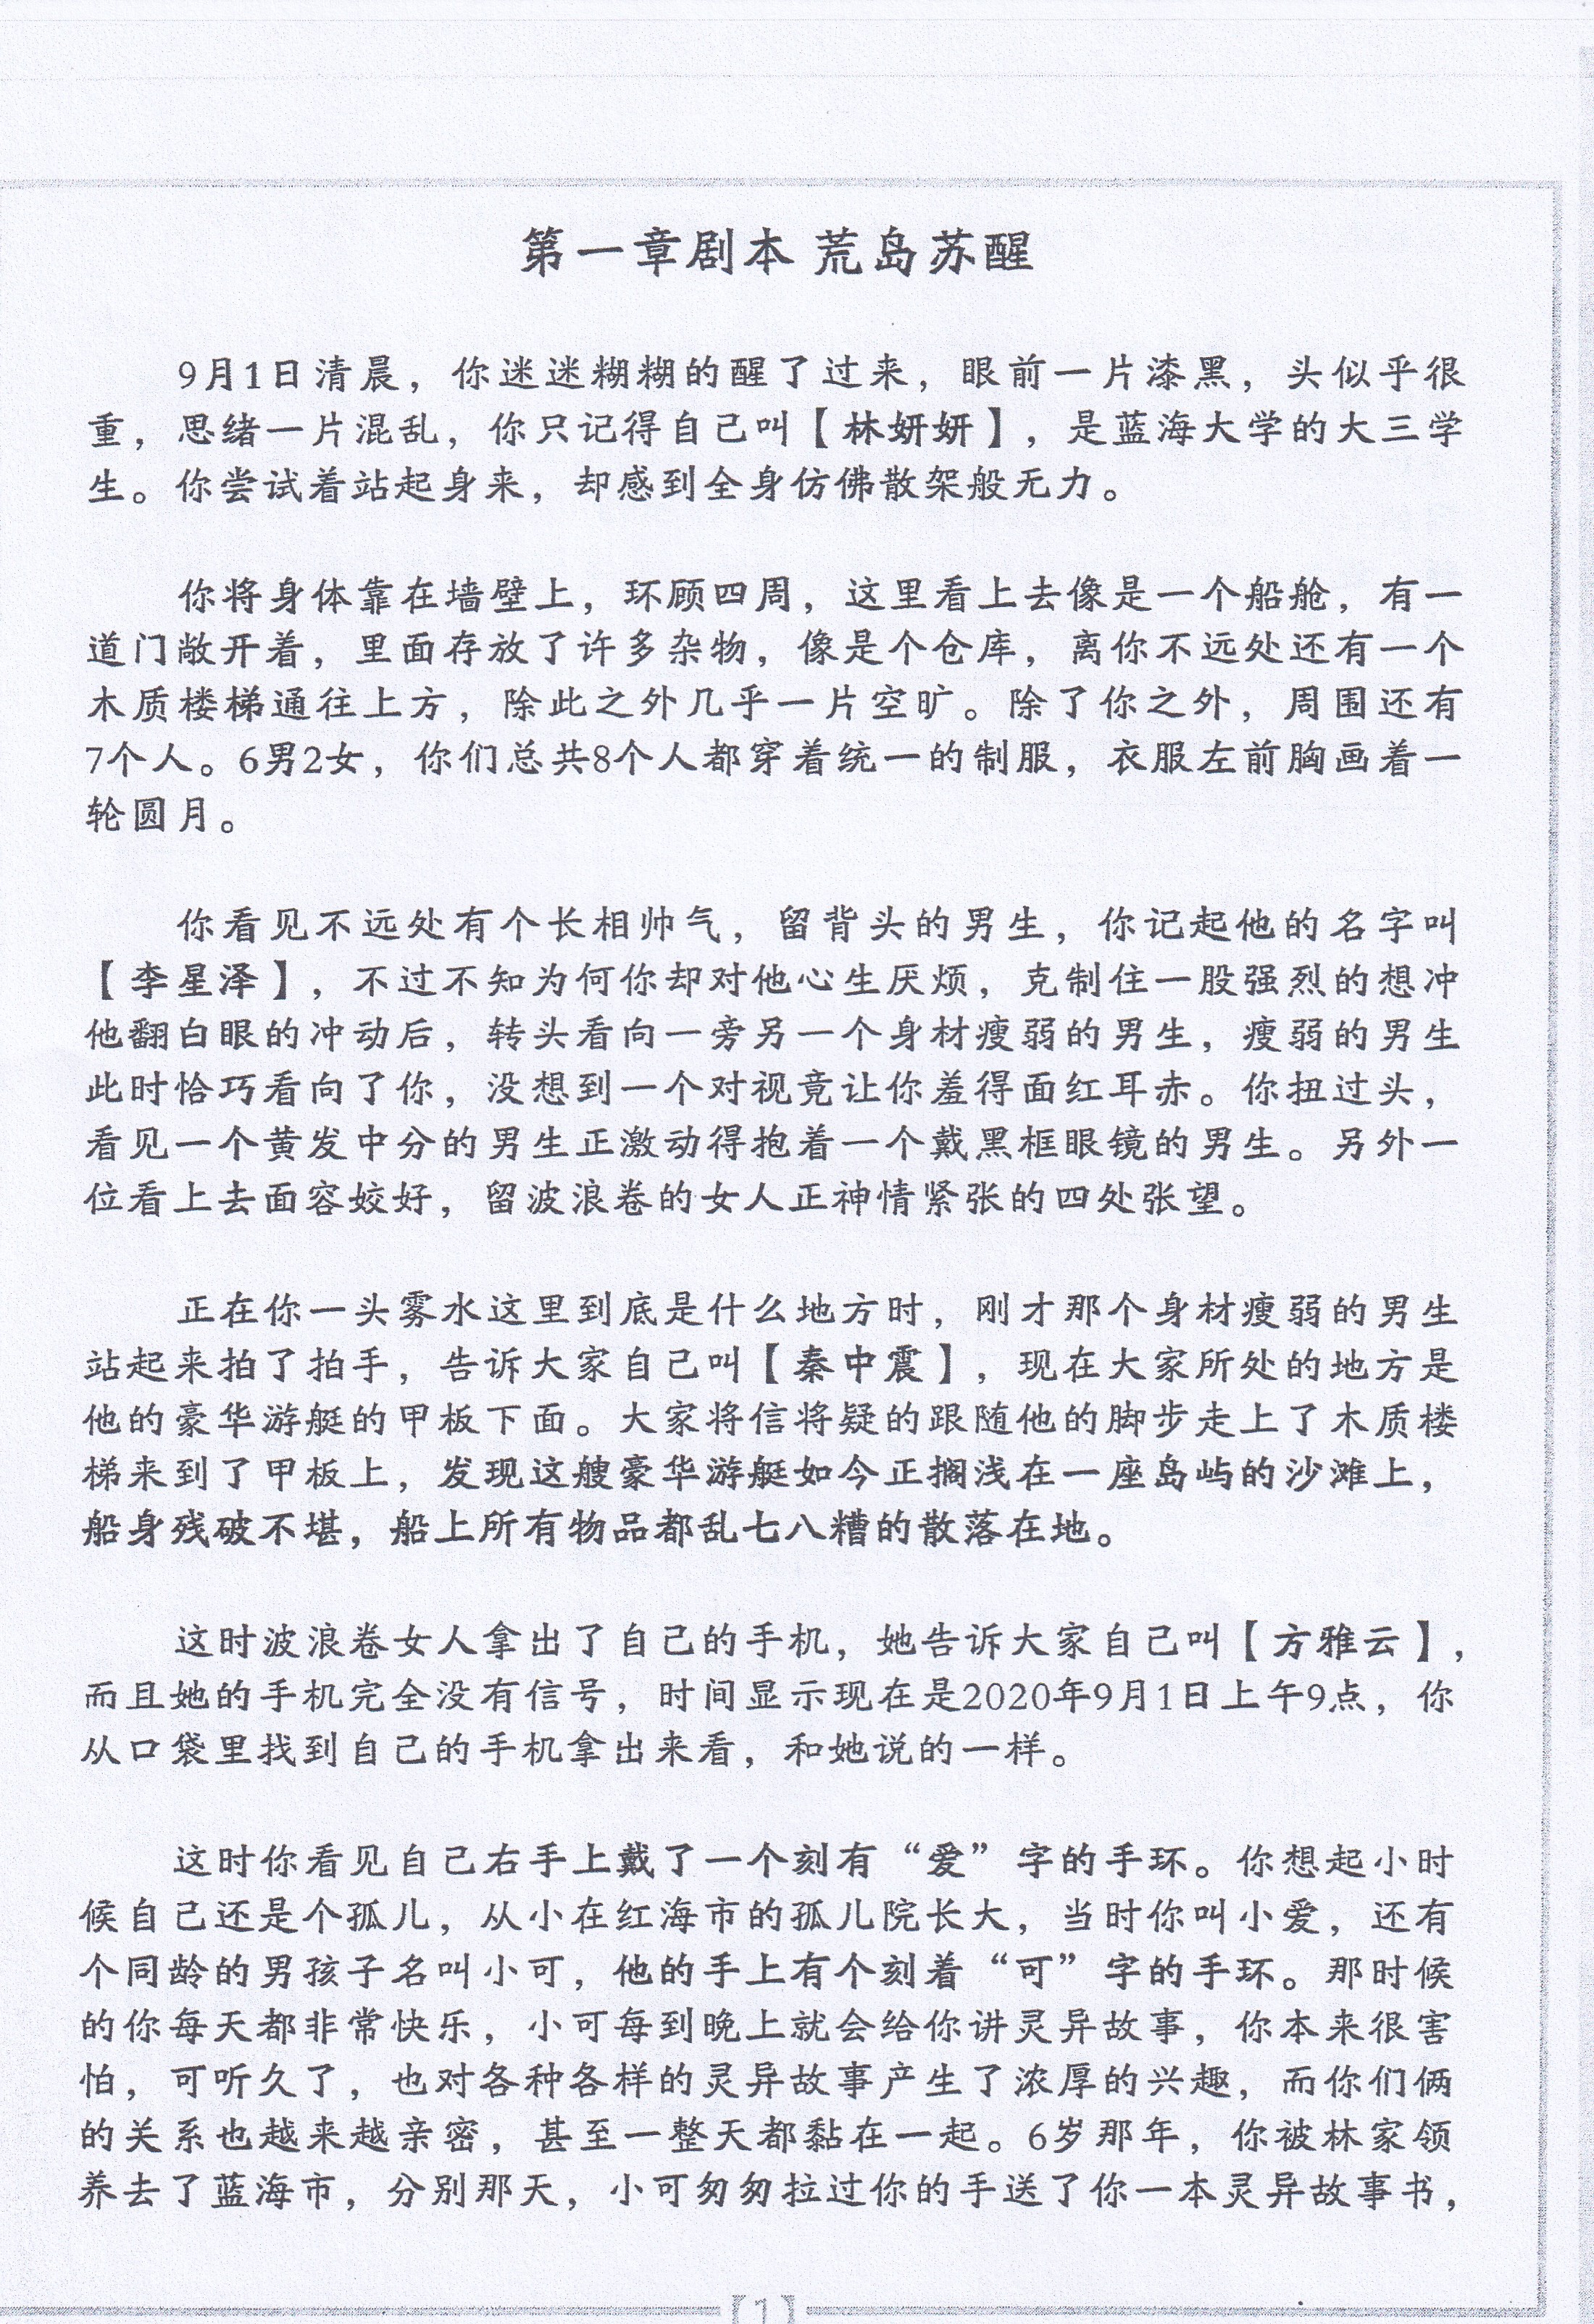 第一章剧本 荒岛苏醒
9月1日清晨，你迷迷糊糊的醒了过来，眼前一片漆黑，头似乎很
重，思绪一片混乱，你只记得自己叫【林妍妍】，是蓝海大学的大三学
生。你尝试着站起身来，却感到全身仿佛散架般无力。
你将身体靠在墙壁上，环顾四周，这里看上去像是一个船舱，有一
道门敞开着，里面存放了许多杂物，像是个仓库，离你不远处还有一个
木质楼梯通往上方，除此之外几乎一片空旷。除了你之外，周围还有
7个人。6男2女，你们总共8个人都穿着统一的制服，衣服左前胸画着一
轮圆月。
你看见不远处有个长相帅气，留背头的男生，你记起他的名字叫
【李星泽】，不过不知为何你却对他心生厌烦，克制住一股强烈的想冲
他翻白眼的冲动后，转头看向一旁另一个身材瘦弱的男生，瘦弱的男生
此时恰巧看向了你，没想到一个对视竟让你羞得面红耳赤。你扭过头，
看见一个黄发中分的男生正激动得抱着一个戴黑框眼镜的男生。另外一
位看上去面容姣好，留波浪卷的女人正神情紧张的四处张望。
正在你一头雾水这里到底是什么地方时，刚才那个身材瘦弱的男生
站起来拍了拍手，告诉大家自己叫【秦中震】，现在大家所处的地方是
他的豪华游艇的甲板下面。大家将信将疑的跟随他的脚步走上了木质楼
梯来到了甲板上，发现这艘豪华游艇如今正搁浅在一座岛屿的沙滩上，
船身残破不堪，船上所有物品都乱七八糟的散落在地。
这时波浪卷女人拿出了自己的手机，她告诉大家自己叫【方雅云】，
而且她的手机完全没有信号，时间显示现在是2020年9月1日上午9点，你
从口袋里找到自己的手机拿出来看，和她说的一样。
这时你看见自己右手上戴了一个刻有“爱”字的手环。你想起小时
候自己还是个孤儿，从小在红海市的孤儿院长大，当时你叫小爱，还有
个同龄的男孩子名叫小可，他的手上有个刻着“可”字的手环。那时候
的你每天都非常快乐，小可每到晚上就会给你讲灵异故事，你本来很害
怕，可听久了，也对各种各样的灵异故事产生了浓厚的兴趣，而你们俩
的关系也越来越亲密，甚至一整天都黏在一起。6岁那年，你被林家领
养去了蓝海市，分别那天，小可匆匆拉过你的手送了你一本灵异故事书，
【1】